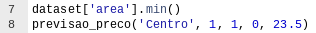 7 dataset['area'].min()
8 previsao_preco('Centro', 1, 1, 0, 23.5)